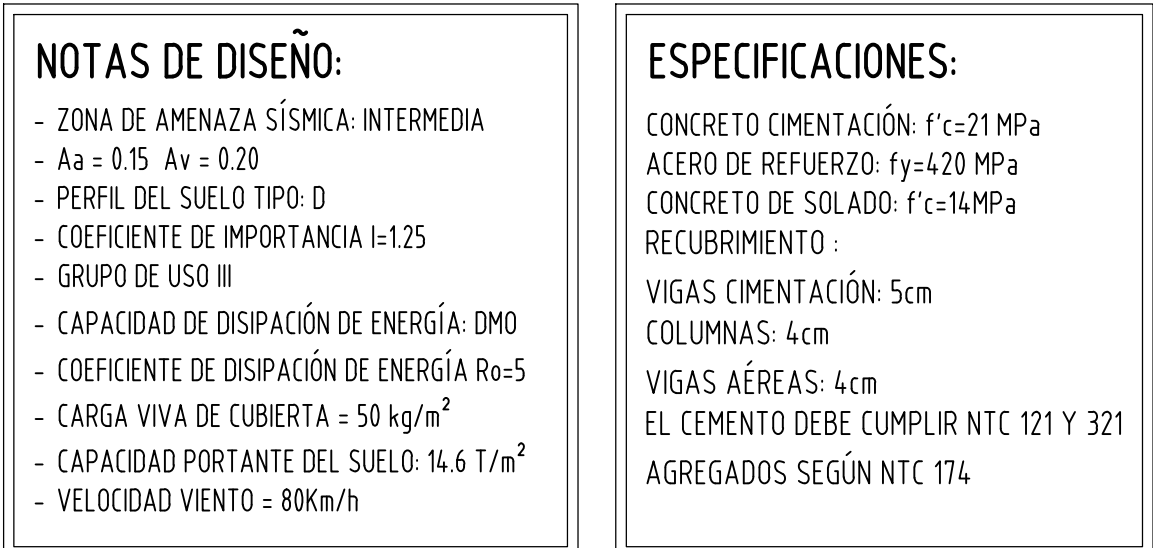 NOTAS DE DISEÑO:
- ZONA DE AMENAZA SÍSMICA: INTERMEDIA
- Aa = 0.15 Av = 0.20
- PERFIL DEL SUELO TIPO: D
- COEFICIENTE DE IMPORTANCIA I=1.25
- GRUPO DE USO III
- CAPACIDAD DE DISIPACIÓN DE ENERGÍA: DMO
- COEFICIENTE DE DISIPACIÓN DE ENERGÍA Ro=5
- CARGA VIVA DE CUBIERTA = 50 kg/m²
- CAPACIDAD PORTANTE DEL SUELO: 14.6 T/m²
- VELOCIDAD VIENTO = 80Km/h
ESPECIFICACIONES:
CONCRETO CIMENTACIÓN: f'c=21 MPa
ACERO DE REFUERZO: fy=420 MPa
CONCRETO DE SOLADO: f'c=14MPa
RECUBRIMIENTO :
VIGAS CIMENTACIÓN: 5cm
COLUMNAS: 4cm
VIGAS AÉREAS: 4cm
EL CEMENTO DEBE CUMPLIR NTC 121 Y 321
AGREGADOS SEGÚN NTC 174